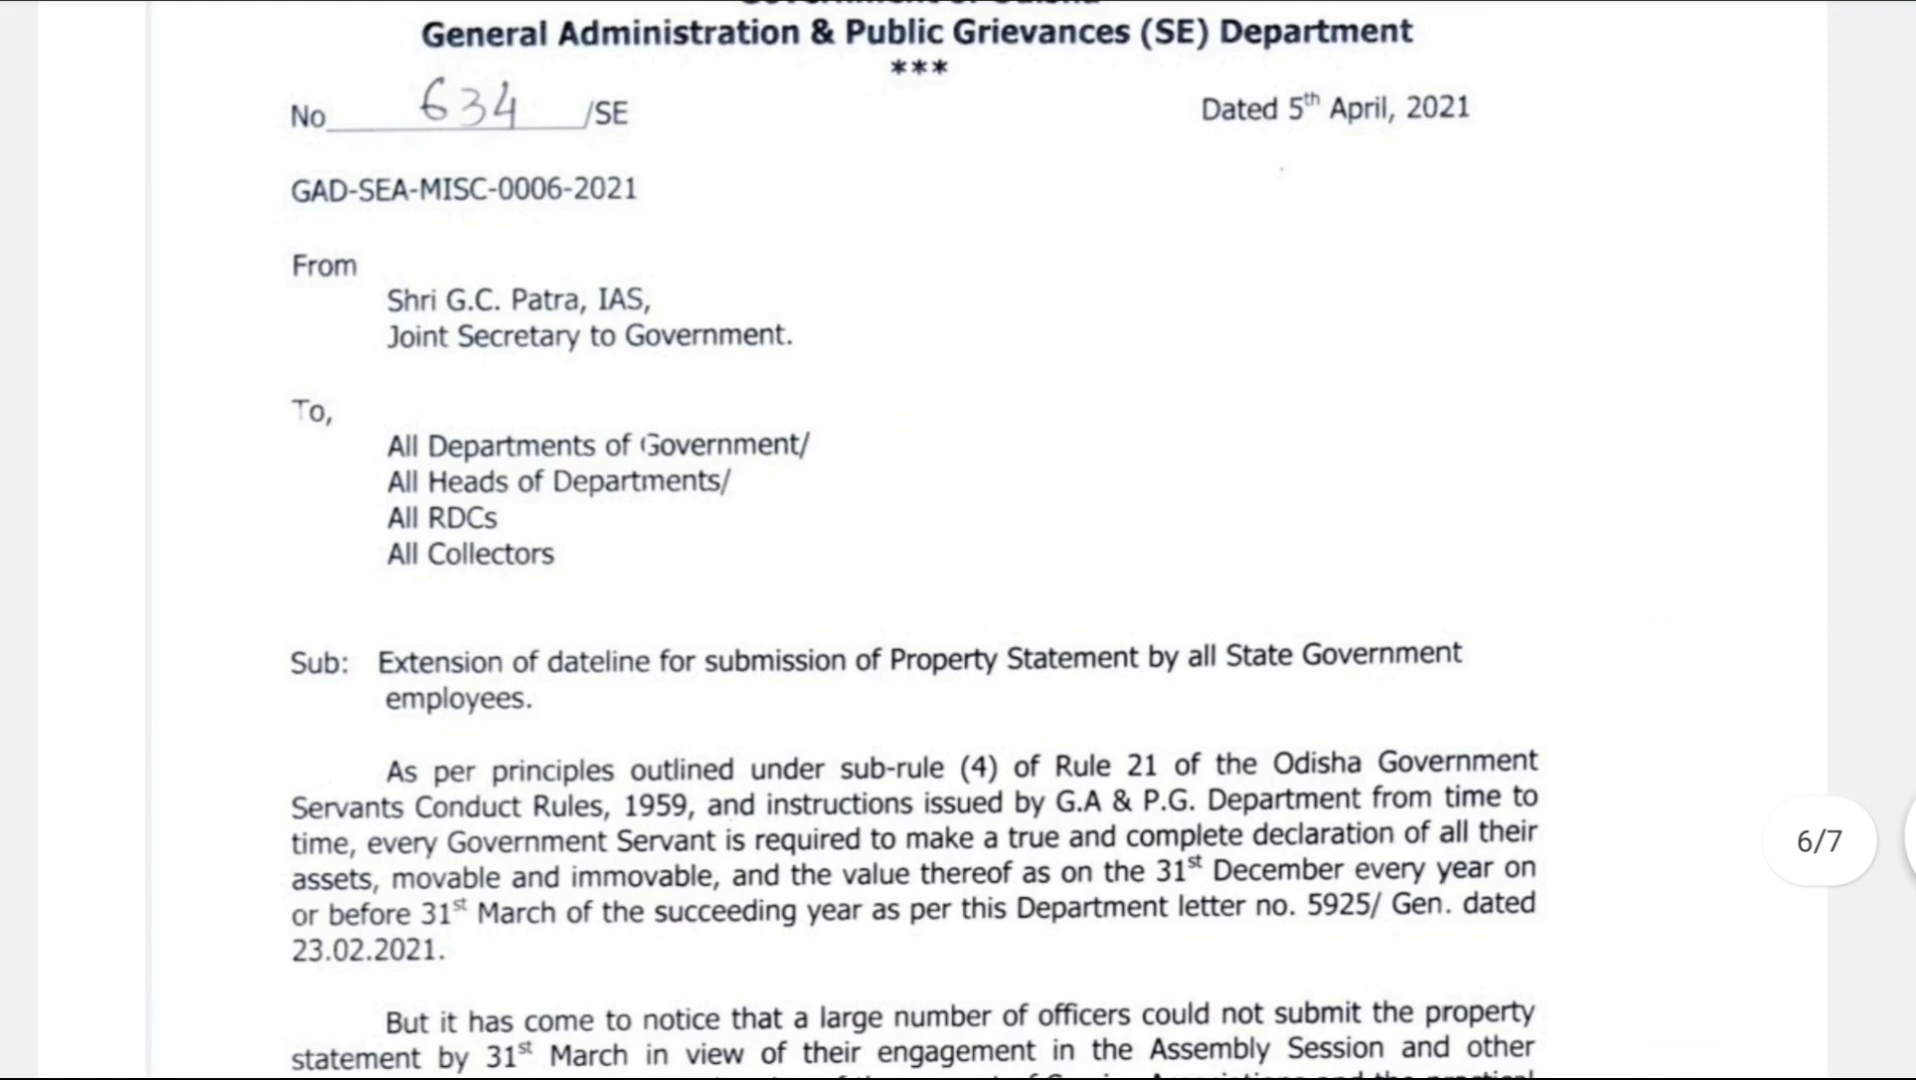 General Administration & Public Grievances (SE) Department
***
No 634 /SE
Dated 5th April, 2021
GAD-SEA-MISC-0006-2021
From
Shri G.C. Patra, IAS,
Joint Secretary to Government.
To,
All Departments of Government/
All Heads of Departments/
All RDCs
All Collectors
Sub: Extension of dateline for submission of Property Statement by all State Government
employees.
As per principles outlined under sub-rule (4) of Rule 21 of the Odisha Government
Servants Conduct Rules, 1959, and instructions issued by G.A & P.G. Department from time to
time, every Government Servant is required to make a true and complete declaration of all their
assets, movable and immovable, and the value thereof as on the 31st December every year on
or before 31st March of the succeeding year as per this Department letter no. 5925/ Gen. dated
23.02.2021.
But it has come to notice that a large number of officers could not submit the property
statement by 31st March in view of their engagement in the Assembly Session and other
6/7